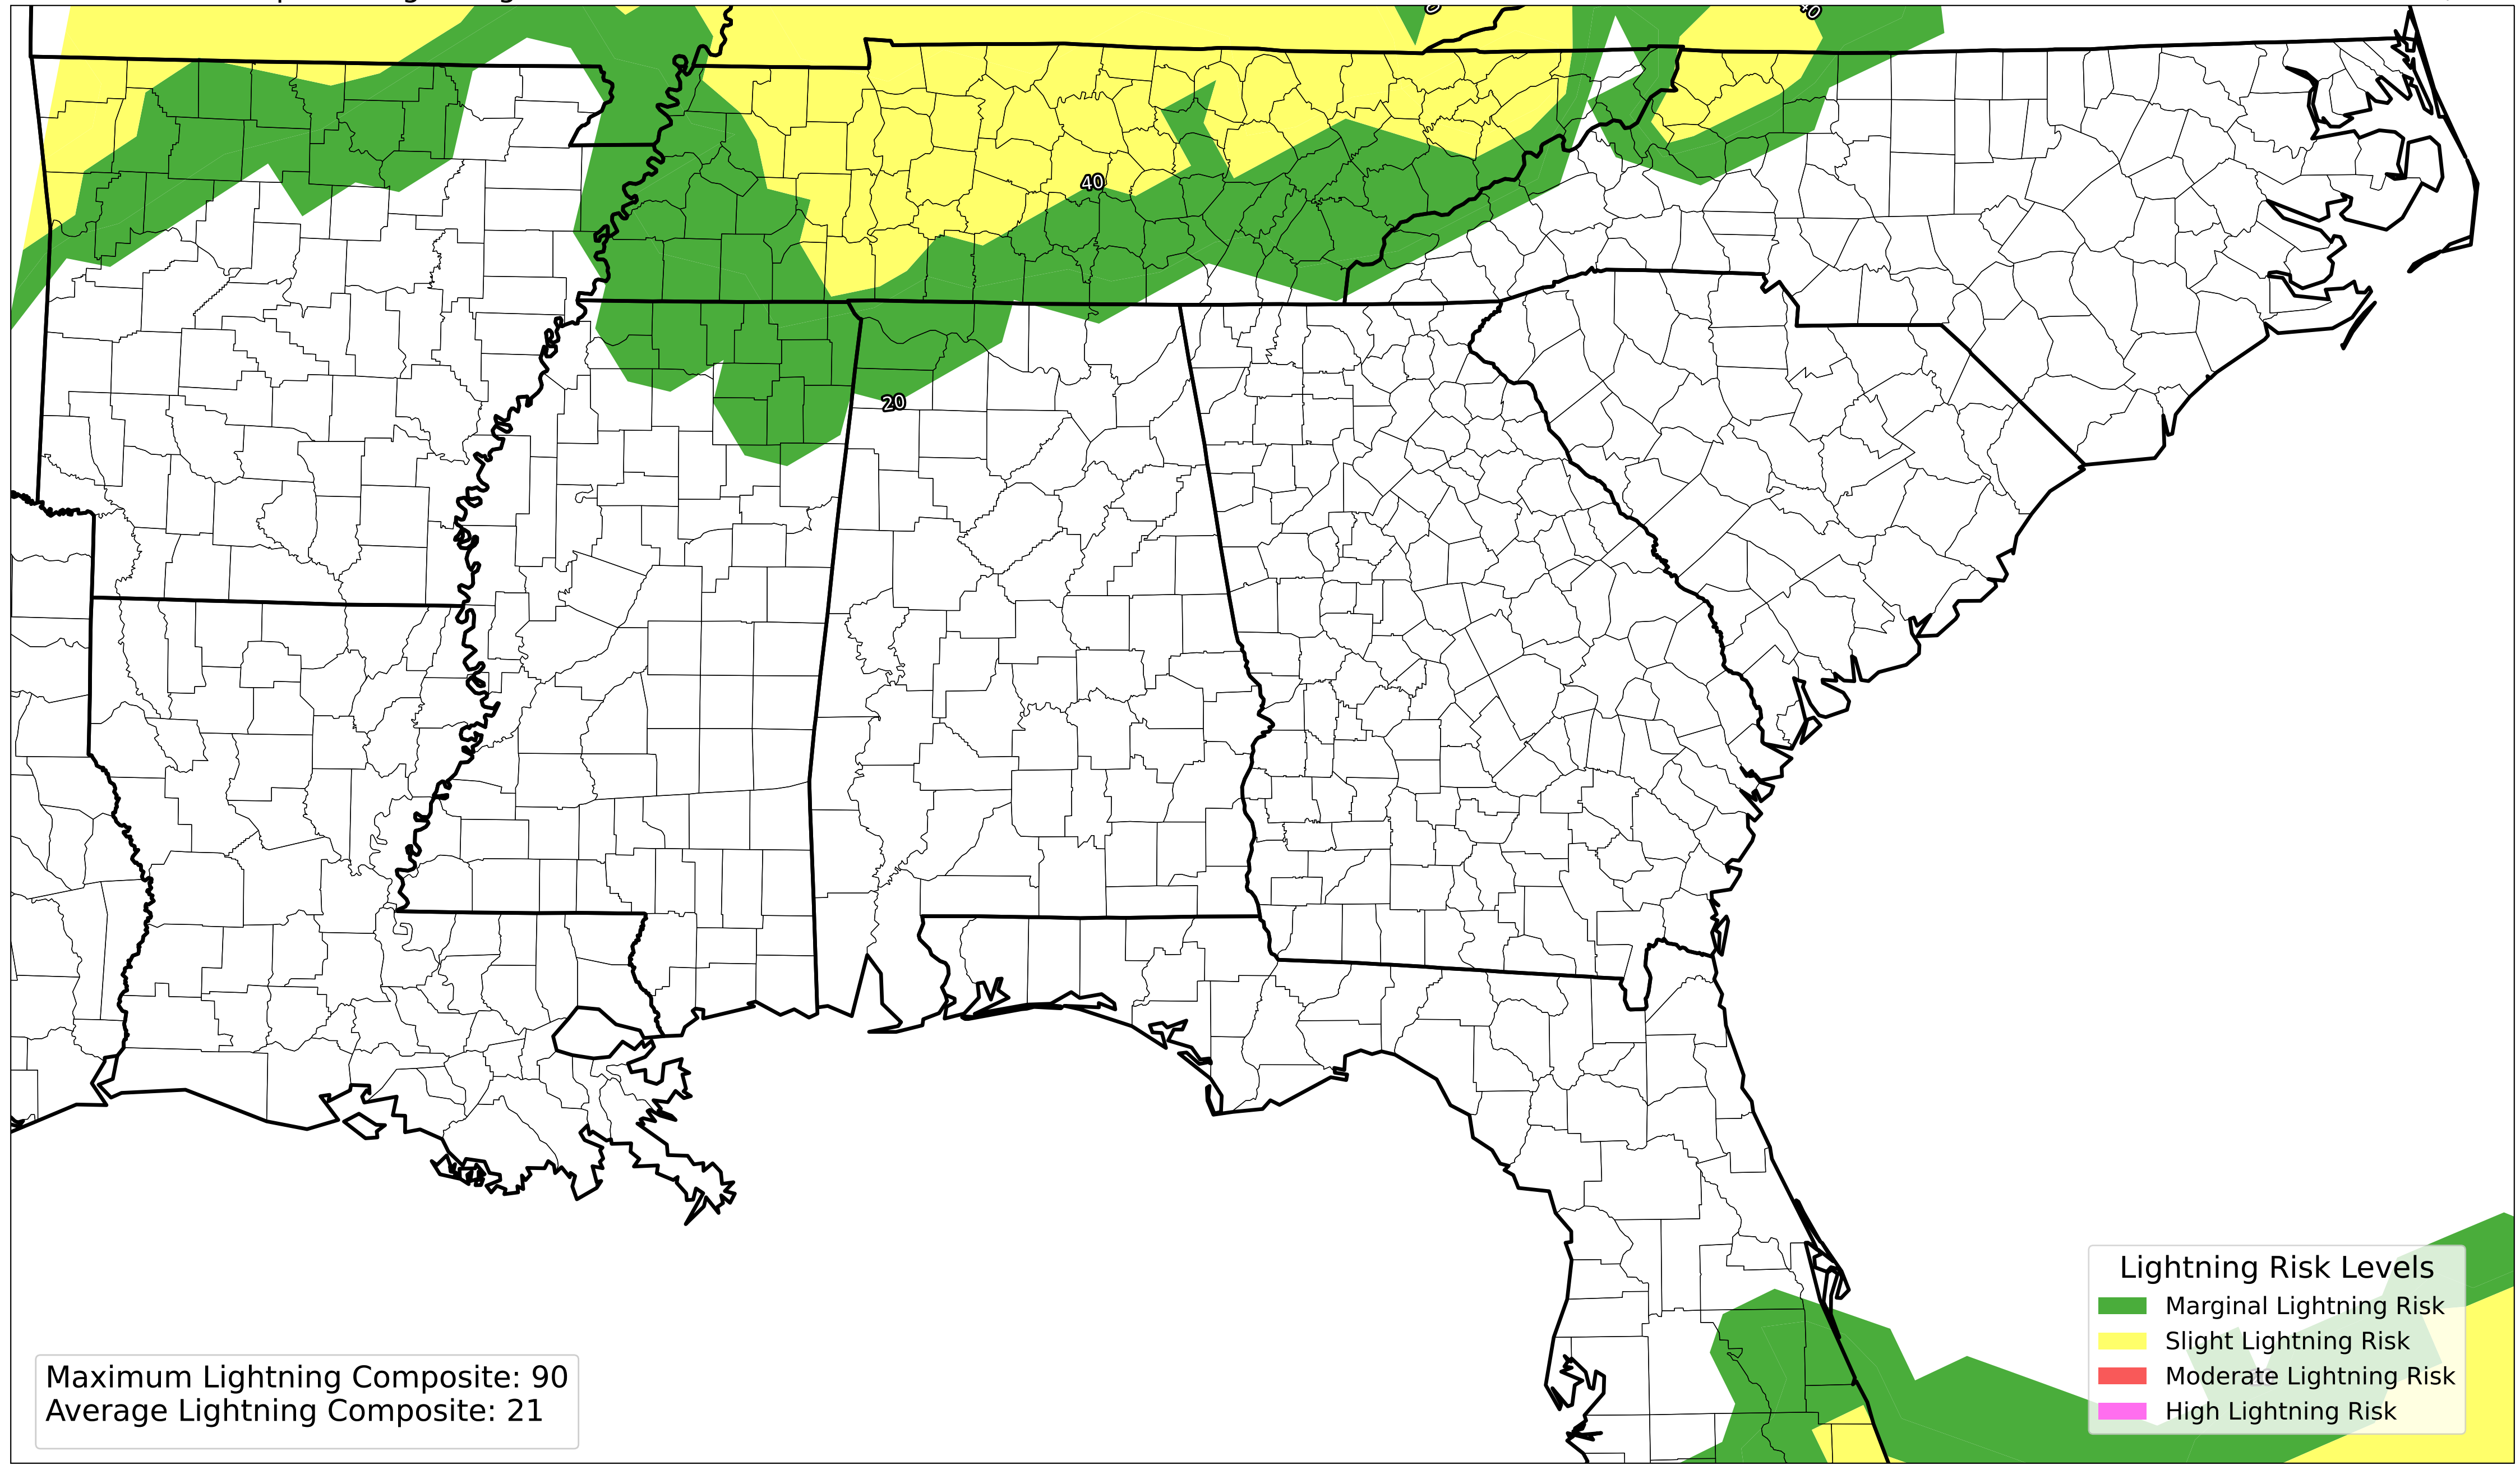 40
20
Lightning Risk Levels
Marginal Lightning Risk
Slight Lightning Risk
Moderate Lightning Risk
High Lightning Risk
Maximum Lightning Composite: 90
Average Lightning Composite: 21